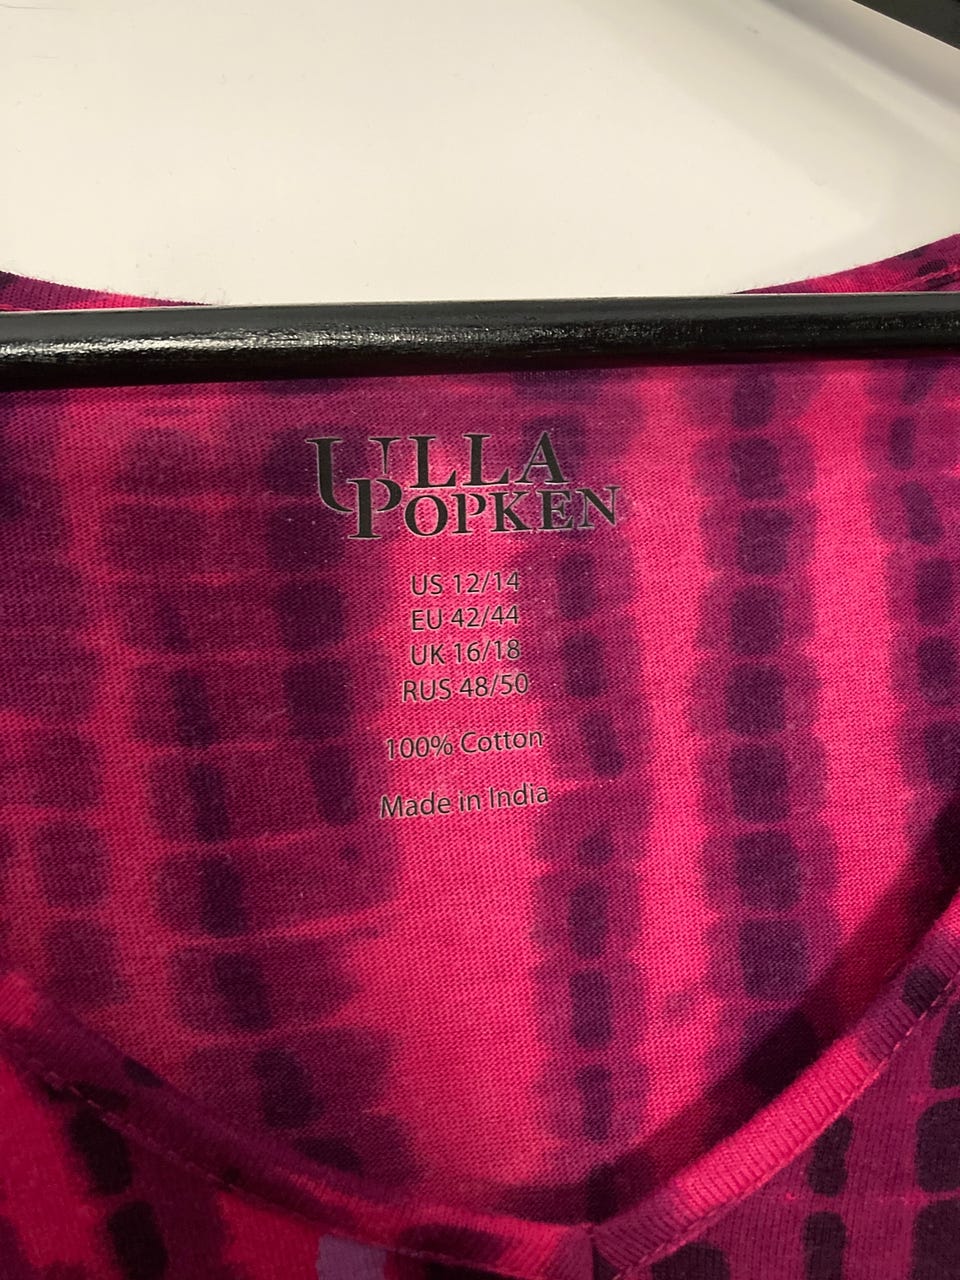 ULLA
POPKEN
US 12/14
EU 42/44
UK 16/18
RUS 48/50
100% Cotton
Made in India